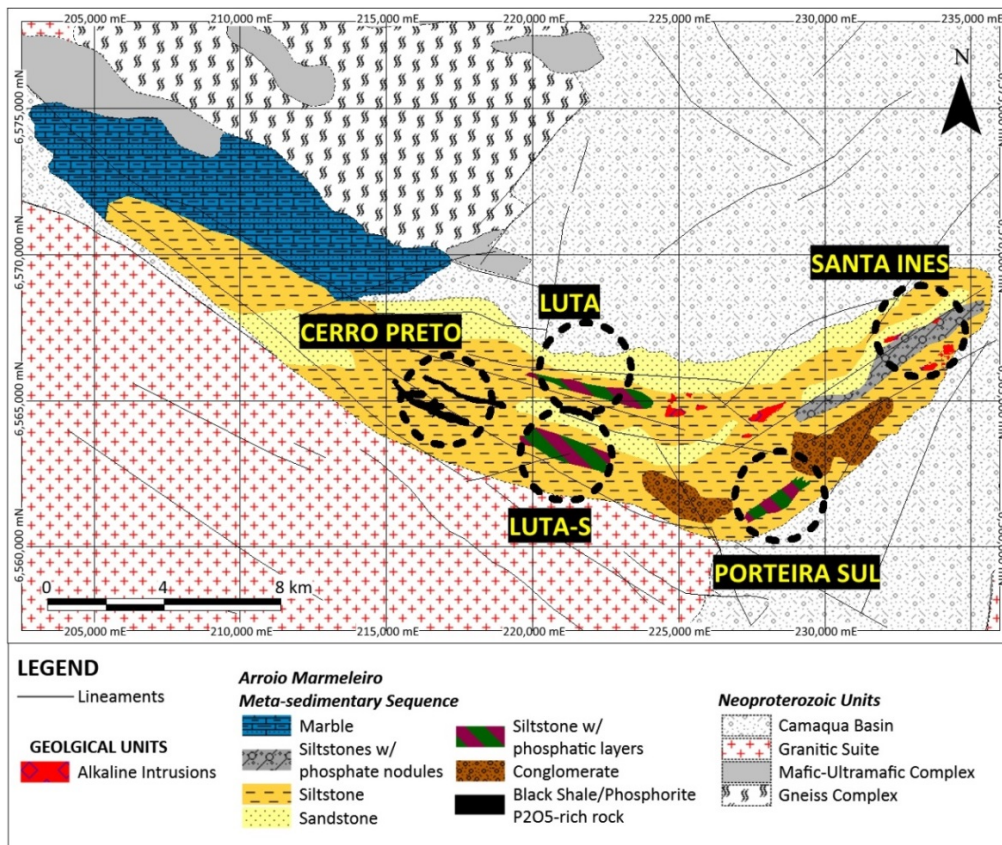 205,000 mE 210,000 mE 215,000 mE 220,000 mE 225,000 mE 230,000 mE 235,000 mE
6,575,000 mN
6,570,000 mN
6,565,000 mN
6,560,000 mN
N
SANTA INES
LUTA
CERRO PRETO
LUTA-S
PORTEIRA SUL
0 4 8 km
205,000 mE 210,000 mE 215,000 mE 220,000 mE 225,000 mE 230,000 mE
LEGEND
Lineaments
GEOLGICAL UNITS
Alkaline Intrusions
Arroio Marmeleiro
Meta-sedimentary Sequence
Marble
Siltstones w/
phosphate nodules
Siltstone
Sandstone
Siltstone w/
phosphatic layers
Conglomerate
Black Shale/Phosphorite
P2O5-rich rock
Neoproterozoic Units
Camaqua Basin
Granitic Suite
Mafic-Ultramafic Complex
Gneiss Complex